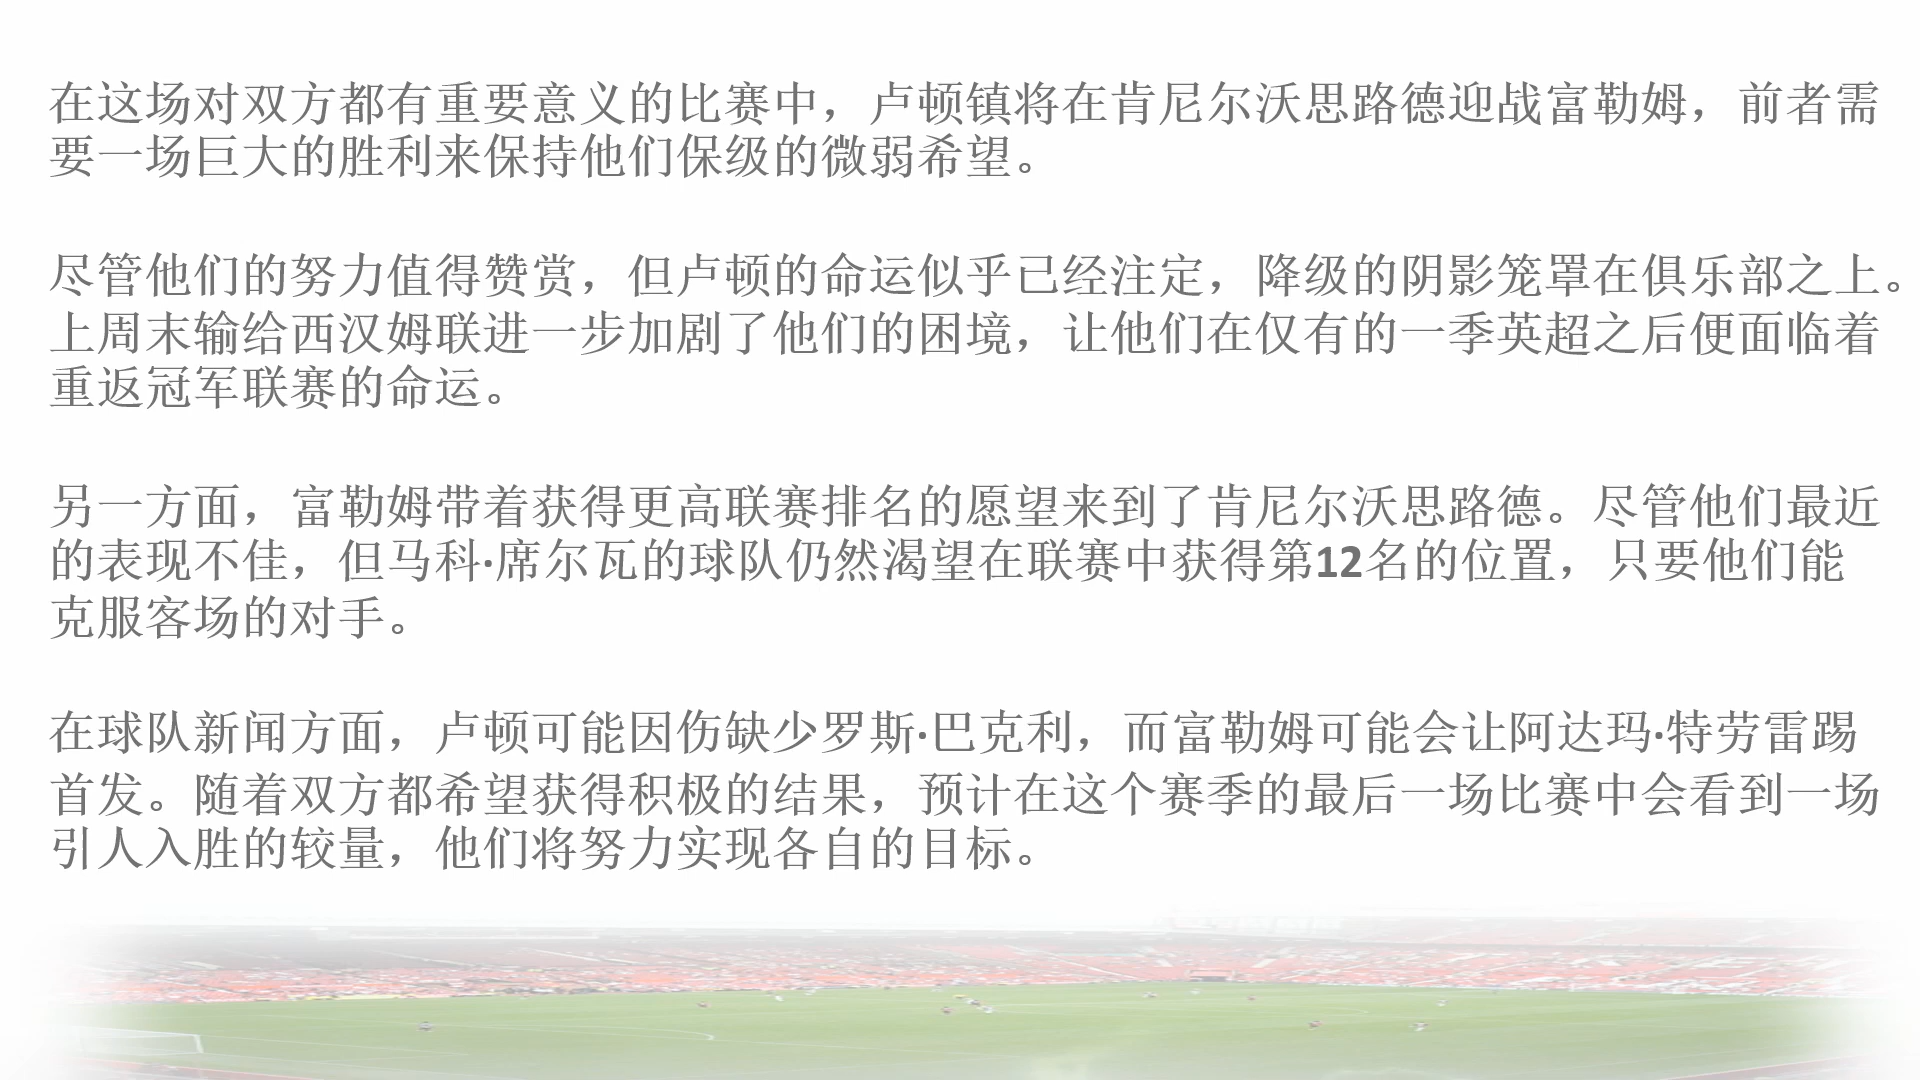 在这场对双方都有重要意义的比赛中，卢顿镇将在肯尼尔沃思路德迎战富勒姆，前者需
要一场巨大的胜利来保持他们保级的微弱希望。
尽管他们的努力值得赞赏，但卢顿的命运似乎已经注定，降级的阴影笼罩在俱乐部之上。
上周末输给西汉姆联进一步加剧了他们的困境，让他们在仅有的一季英超之后便面临着
重返冠军联赛的命运。
另一方面，富勒姆带着获得更高联赛排名的愿望来到了肯尼尔沃思路德。尽管他们最近
的表现不佳，但马科·席尔瓦的球队仍然渴望在联赛中获得第12名的位置，只要他们能
克服客场的对手。
在球队新闻方面，卢顿可能因伤缺少罗斯·巴克利，而富勒姆可能会让阿达玛·特劳雷踢
首发。随着双方都希望获得积极的结果，预计在这个赛季的最后一场比赛中会看到一场
引人入胜的较量，他们将努力实现各自的目标。